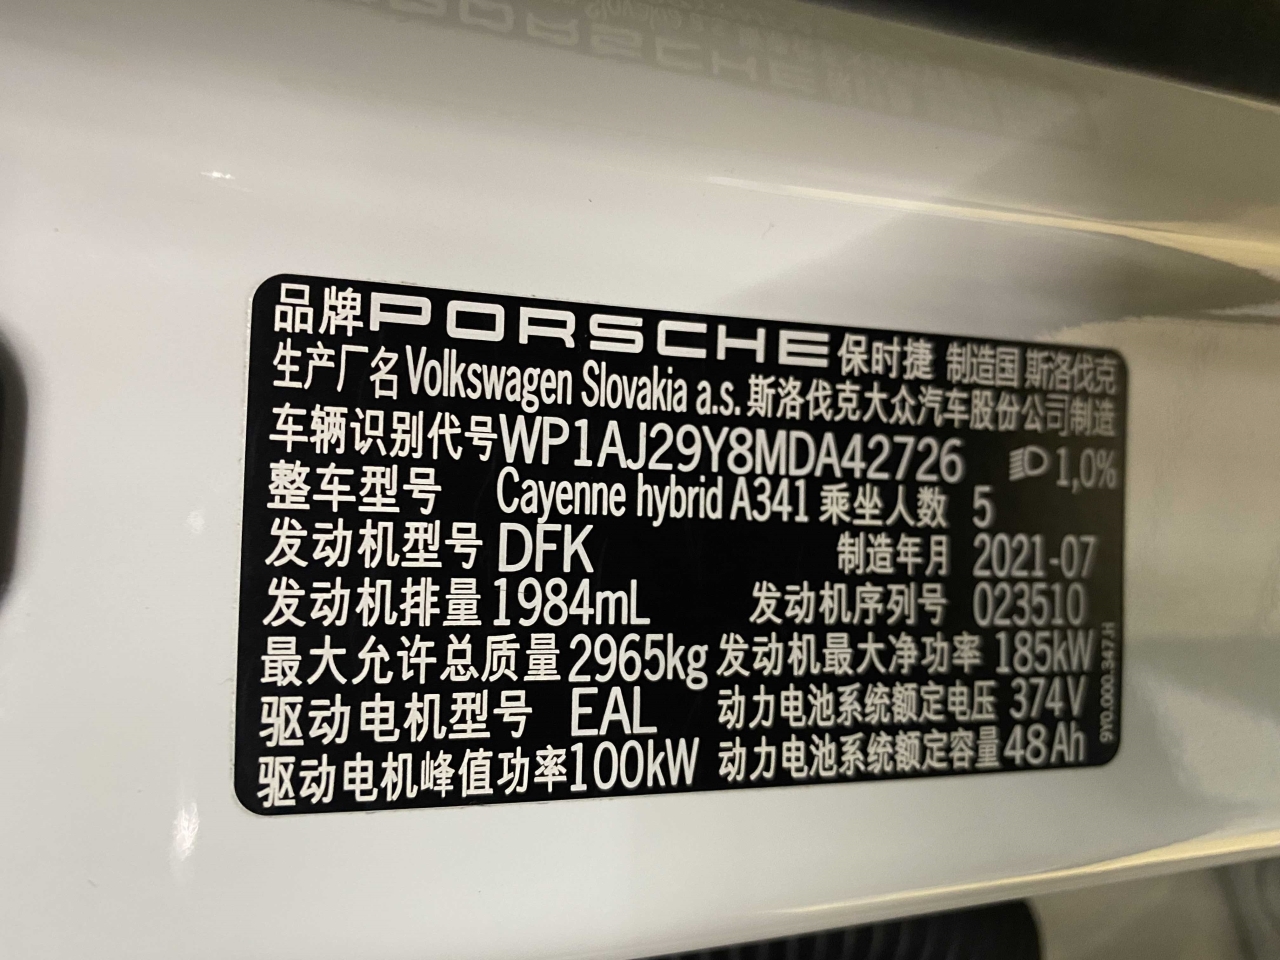 品牌 PORSCHE 保时捷 制造国 斯洛伐克
生产厂名 Volkswagen Slovakia a.s. 斯洛伐克大众汽车股份公司制造
车辆识别代号 WP1AJ29Y8MDA42726 1,0%
整车型号 Cayenne hybrid A341 乘坐人数 5
发动机型号 DFK 制造年月 2021-07
发动机排量 1984mL 发动机序列号 023510
最大允许总质量 2965kg 发动机最大净功率 185kW
驱动电机型号 EAL 动力电池系统额定电压 374V
驱动电机峰值功率 100kW 动力电池系统额定容量 48Ah
9Y0.000.347.H